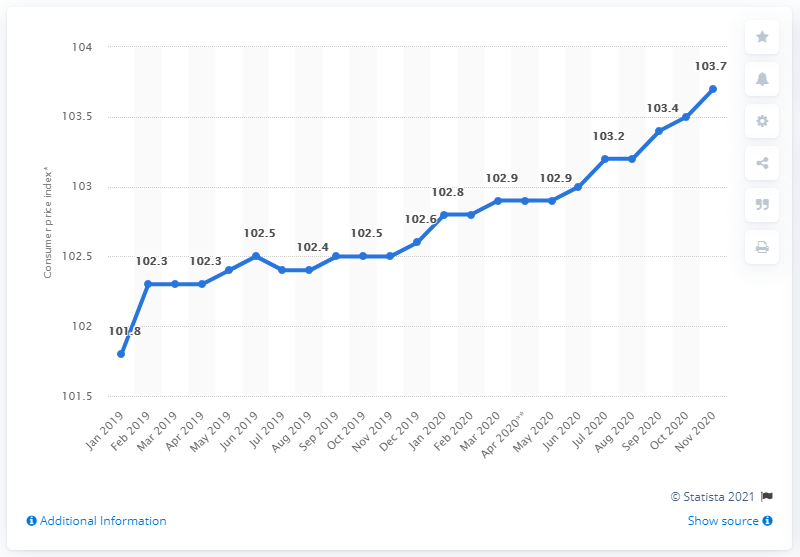 104
103.5
103
102.5
102
101.5
Consumer price index*
101.8
102.3
102.3
102.5
102.4
102.5
102.6
102.8
102.9
102.9
103.2
103.4
103.7
Jan 2019
Feb 2019
Mar 2019
Apr 2019
May 2019
Jun 2019
Jul 2019
Aug 2019
Sep 2019
Oct 2019
Nov 2019
Dec 2019
Jan 2020
Feb 2020
Mar 2020
Apr 2020**
May 2020
Jun 2020
Jul 2020
Aug 2020
Sep 2020
Oct 2020
Nov 2020
© Statista 2021
Additional Information
Show source